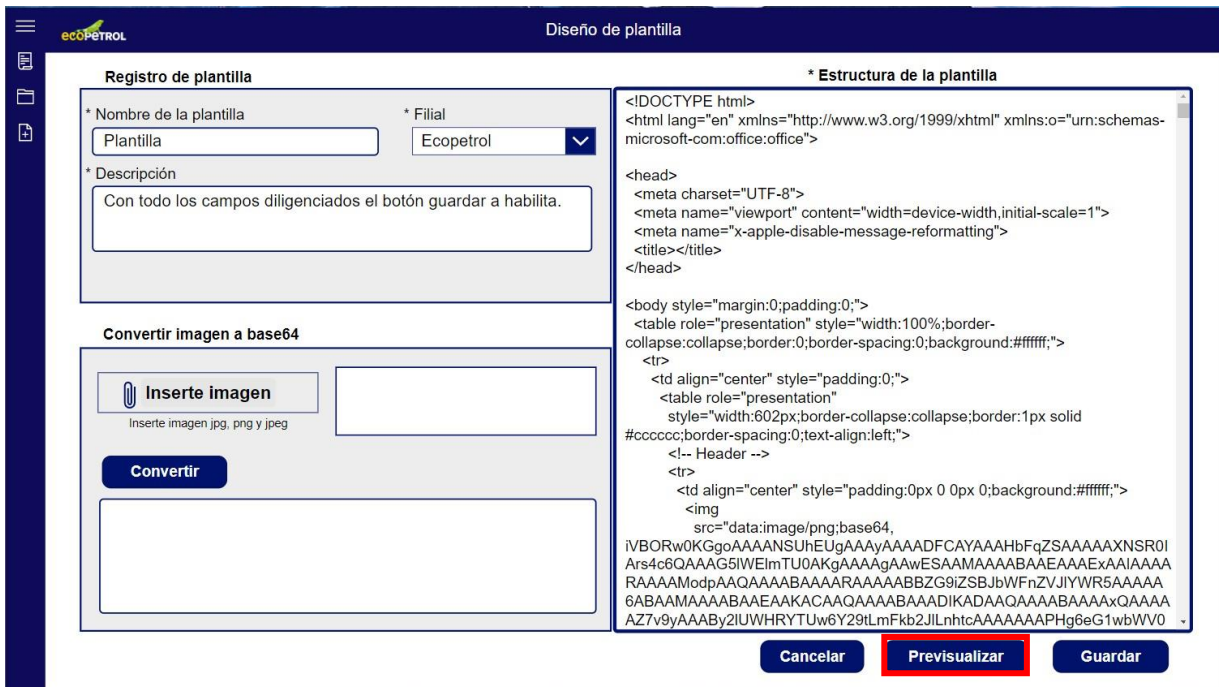 ecopetrol
Diseño de plantilla
Registro de plantilla
* Nombre de la plantilla
* Filial
Plantilla
Ecopetrol
* Descripción
Con todo los campos diligenciados el botón guardar a habilita.
Convertir imagen a base64
Inserte imagen
Inserte imagen jpg, png y jpeg
Convertir
* Estructura de la plantilla
<!DOCTYPE html>
<html lang="en" xmlns="http://www.w3.org/1999/xhtml" xmlns:o="urn:schemas-
microsoft-com:office:office">
<head>
<meta charset="UTF-8">
<meta name="viewport" content="width=device-width,initial-scale=1">
<meta name="x-apple-disable-message-reformatting">
<title></title>
</head>
<body style="margin:0;padding:0;">
<table role="presentation" style="width:100%;border-
collapse:collapse;border:0;border-spacing:0;background:#ffffff;">
<tr>
<td align="center" style="padding:0;">
<table role="presentation"
style="width:602px;border-collapse:collapse;border:1px solid
#cccccc;border-spacing:0;text-align:left;">
<!-- Header -->
<tr>
<td align="center" style="padding:0px 0 0px 0;background:#ffffff;">
<img
src="data:image/png;base64,
iVBORw0KGgoAAAANSUhEUgAAAyAAAADFCAYAAAHbFqZSAAAAAXNSR0I
Ars4c6QAAAG5lWElmTU0AKgAAAAgAAwESAAMAAAABAAEAAAExAAIAAAA
RAAAAModpAAQAAAABAAAARAAAAABBZG9iZSBJbWFnZVJlYWR5AAAAA
6ABAAMAAAABAAEAAKACAAQAAAABAAADIKADAAQAAAABAAAAxQAAAA
AZ7v9yAAABy2lUWHRYTUw6Y29tLmFkb2JlLnhtcAAAAAAAPHg6eG1wbWV0
Cancelar
Previsualizar
Guardar